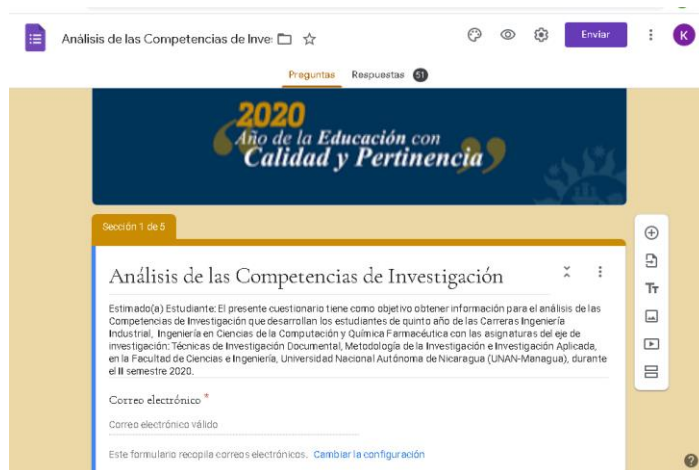 Análisis de las Competencias de Inve
Enviar
K
Preguntas Respuestas 51
2020
Año de la Educación con
Calidad y Pertinencia
Sección 1 de 5
Análisis de las Competencias de Investigación
Estimado(a) Estudiante: El presente cuestionario tiene como objetivo obtener información para el análisis de las
Competencias de Investigación que desarrollan los estudiantes de quinto año de las Carreras Ingeniería
Industrial, Ingeniería en Ciencias de la Computación y Química Farmacéutica con las asignaturas del eje de
investigación: Técnicas de Investigación Documental, Metodología de la Investigación e Investigación Aplicada,
en la Facultad de Ciencias e Ingeniería, Universidad Nacional Autónoma de Nicaragua (UNAN-Managua), durante
el II semestre 2020.
Correo electrónico *
Correo electrónico válido
Este formulario recopila correos electrónicos. Cambiar la configuración
Tт